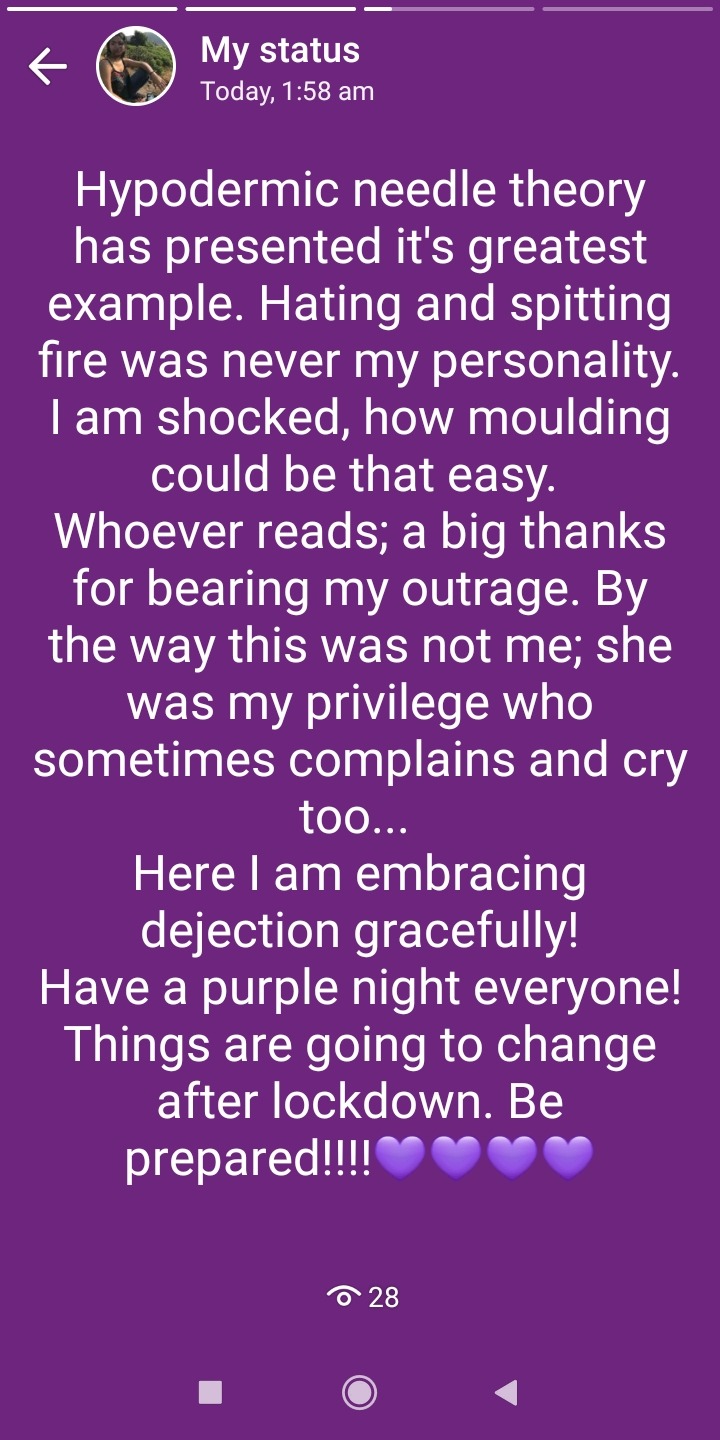 My status
Today, 1:58 am
Hypodermic needle theory
has presented it's greatest
example. Hating and spitting
fire was never my personality.
I am shocked, how moulding
could be that easy.
Whoever reads; a big thanks
for bearing my outrage. By
the way this was not me; she
was my privilege who
sometimes complains and cry
too...
Here I am embracing
dejection gracefully!
Have a purple night everyone!
Things are going to change
after lockdown. Be
prepared!!!!💜💜💜💜
28